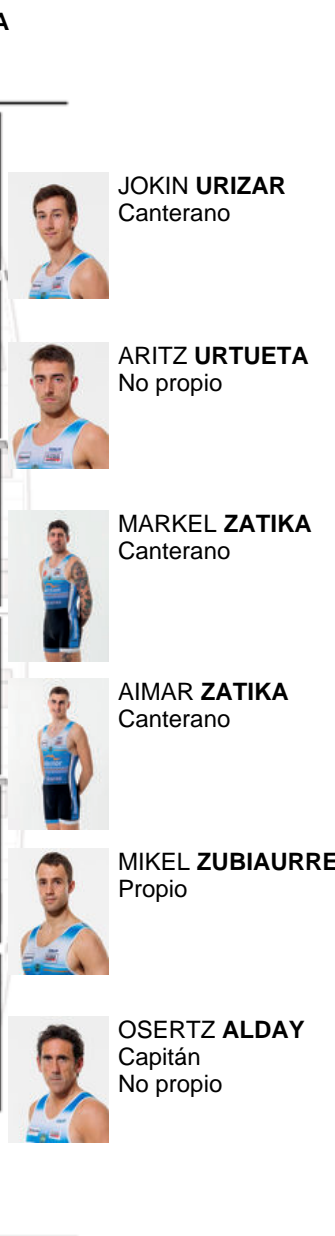 A
JOKIN URIZAR
Canterano
ARITZ URTUETA
No propio
MARKEL ZATIKA
Canterano
AIMAR ZATIKA
Canterano
MIKEL ZUBIAURRE
Propio
OSERTZ ALDAY
Capitán
No propio